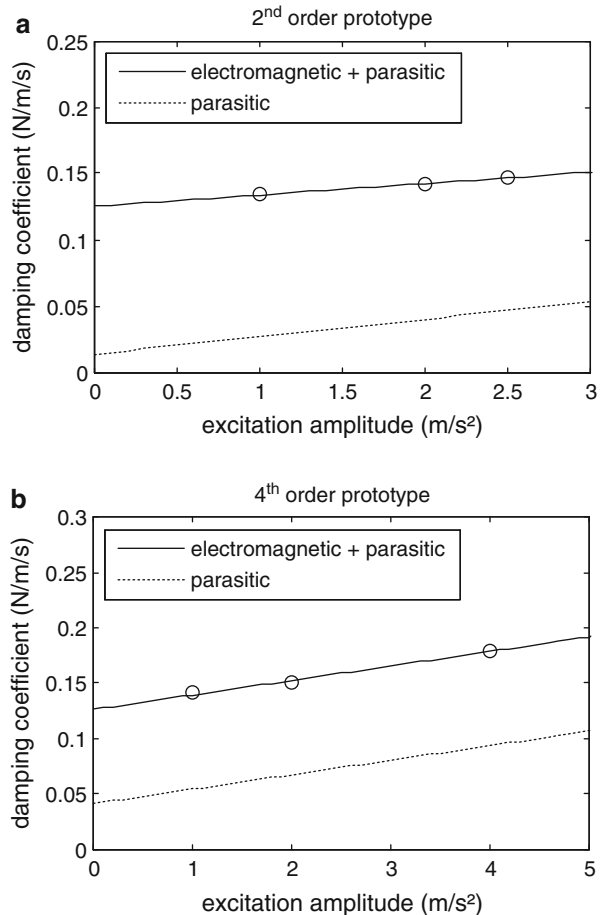 a
2nd order prototype
0.25
0.2
0.15
0.1
0.05
0
electromagnetic + parasitic
parasitic
damping coefficient (N/m/s)
0 0.5 1 1.5 2 2.5 3
excitation amplitude (m/s²)
b
4th order prototype
0.3
0.25
0.2
0.15
0.1
0.05
0
electromagnetic + parasitic
parasitic
damping coefficient (N/m/s)
0 1 2 3 4 5
excitation amplitude (m/s²)